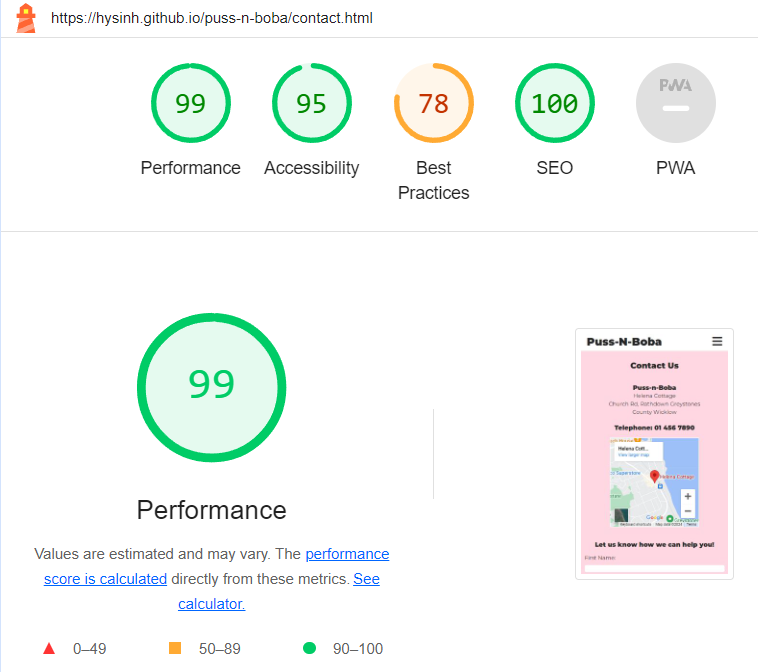 https://hysinh.github.io/puss-n-boba/contact.html
99
95
78
100
PWA
Performance
Accessibility
Best
Practices
SEO
PWA
99
Performance
Values are estimated and may vary. The performance
score is calculated directly from these metrics. See
calculator.
0–49
50–89
90–100
Puss-N-Boba
Contact Us
Puss-n-Boba
Helena Cottage
Church Rd, Rathdown Greystones
County Wicklow
Telephone: 01 456 7890
Helena Cott...
View larger map
Helena Cottage
+
Google
Let us know how we can help you!
First Name: